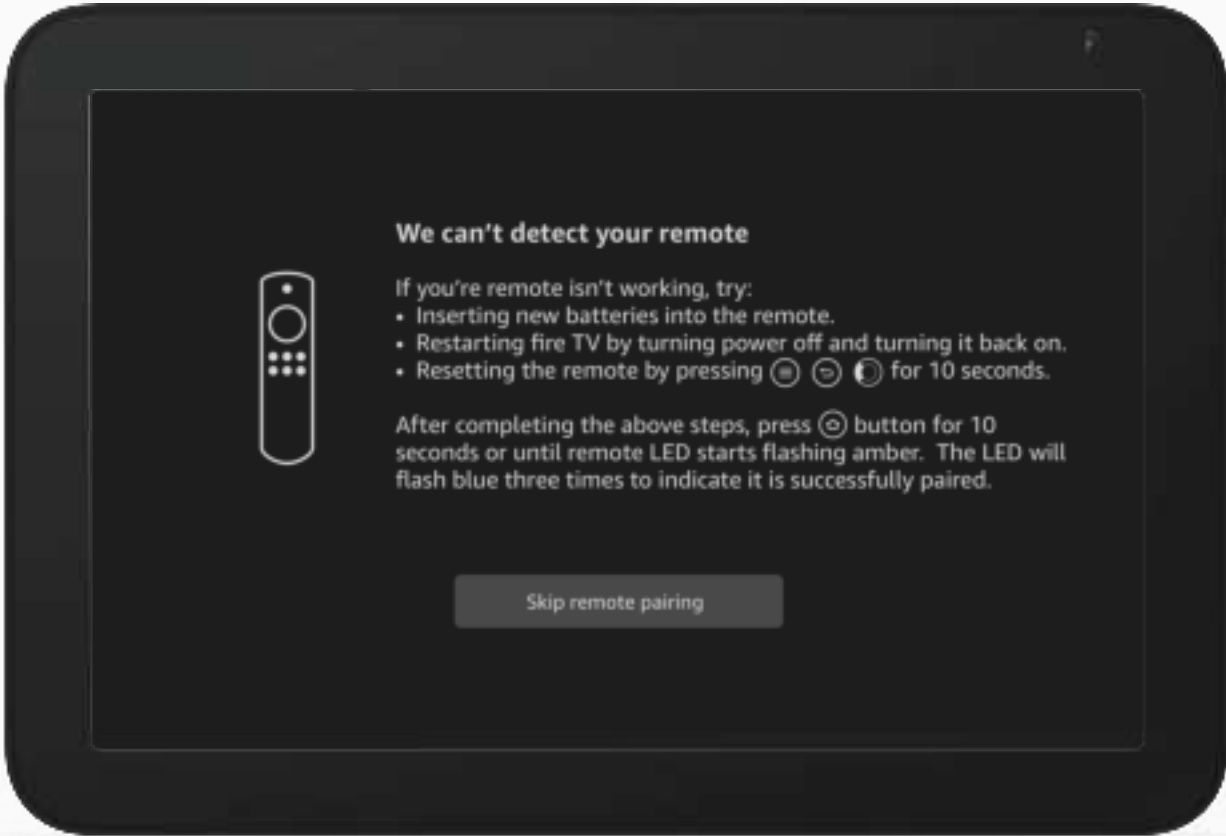 We can't detect your remote
If you're remote isn't working, try:
• Inserting new batteries into the remote.
• Restarting fire TV by turning power off and turning it back on.
• Resetting the remote by pressing for 10 seconds.
After completing the above steps, press button for 10
seconds or until remote LED starts flashing amber. The LED will
flash blue three times to indicate it is successfully paired.
Skip remote pairing